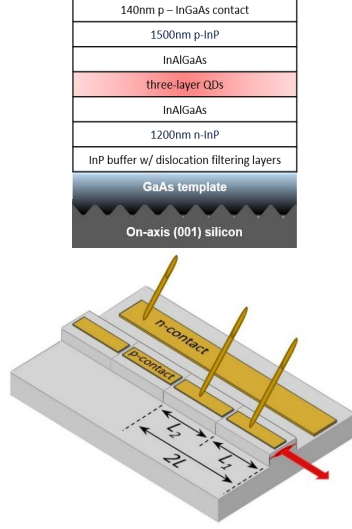 140nm p – InGaAs contact
1500nm p-InP
InAlGaAs
three-layer QDs
InAlGaAs
1200nm n-InP
InP buffer w/ dislocation filtering layers
GaAs template
On-axis (001) silicon
n-contact
p-contact
L2
L1
2L